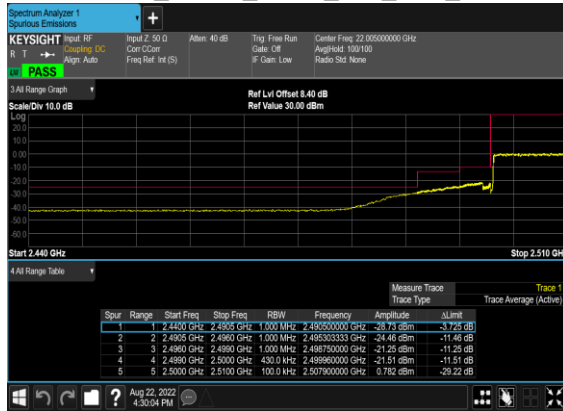 Spectrum Analyzer 1
Spurious Emissions
KEYSIGHT Input: RF Input Z: 50 Ω Atten: 40 dB Trig: Free Run Center Freq: 22.005000000 GHz
R T Coupling: DC Corr CCorr Gate: Off Avg|Hold: 100/100
Align: Auto Freq Ref: Int (S) IF Gain: Low Radio Std: None
PASS
3 All Range Graph Ref Lvl Offset 8.40 dB
Scale/Div 10.0 dB Ref Value 30.00 dBm
Log
20.0
10.0
0.00
-10.0
-20.0
-30.0
-40.0
-50.0
-60.0
Start 2.440 GHz Stop 2.510 GH
4 All Range Table
Measure Trace Trace 1
Trace Type Trace Average (Active)
Spur Range Start Freq Stop Freq RBW Frequency Amplitude ΔLimit
1 1 2.4400 GHz 2.4905 GHz 1.000 MHz 2.490500000 GHz -28.73 dBm -3.725 dB
2 2 2.4905 GHz 2.4960 GHz 1.000 MHz 2.495303333 GHz -24.46 dBm -11.46 dB
3 3 2.4960 GHz 2.4990 GHz 1.000 MHz 2.498750000 GHz -21.25 dBm -11.25 dB
4 4 2.4990 GHz 2.5000 GHz 430.0 kHz 2.499960000 GHz -21.51 dBm -11.51 dB
5 5 2.5000 GHz 2.5100 GHz 100.0 kHz 2.507900000 GHz 0.782 dBm -29.22 dB
Aug 22, 2022
4:30:04 PM